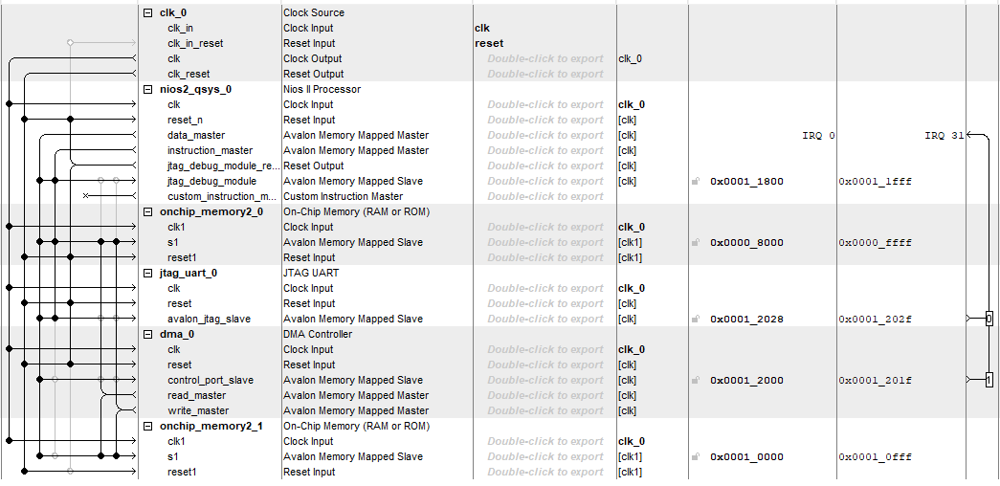 clk_0 Clock Source
clk_in Clock Input clk
clk_in_reset Reset Input reset
clk Clock Output Double-click to export clk_0
clk_reset Reset Output Double-click to export
nios2_qsys_0 Nios II Processor
clk Clock Input Double-click to export clk_0
reset_n Reset Input Double-click to export [clk]
data_master Avalon Memory Mapped Master Double-click to export [clk] IRQ 0 IRQ 31
instruction_master Avalon Memory Mapped Master Double-click to export [clk]
jtag_debug_module_re... Reset Output Double-click to export [clk]
jtag_debug_module Avalon Memory Mapped Slave Double-click to export [clk] 0x0001_1800 0x0001_1fff
custom_instruction_m... Custom Instruction Master Double-click to export
onchip_memory2_0 On-Chip Memory (RAM or ROM)
clk1 Clock Input Double-click to export clk_0
s1 Avalon Memory Mapped Slave Double-click to export [clk1] 0x0000_8000 0x0000_ffff
reset1 Reset Input Double-click to export [clk1]
jtag_uart_0 JTAG UART
clk Clock Input Double-click to export clk_0
reset Reset Input Double-click to export [clk]
avalon_jtag_slave Avalon Memory Mapped Slave Double-click to export [clk] 0x0001_2028 0x0001_202f 0
dma_0 DMA Controller
clk Clock Input Double-click to export clk_0
reset Reset Input Double-click to export [clk]
control_port_slave Avalon Memory Mapped Slave Double-click to export [clk] 0x0001_2000 0x0001_201f 1
read_master Avalon Memory Mapped Master Double-click to export [clk]
write_master Avalon Memory Mapped Master Double-click to export [clk]
onchip_memory2_1 On-Chip Memory (RAM or ROM)
clk1 Clock Input Double-click to export clk_0
s1 Avalon Memory Mapped Slave Double-click to export [clk1] 0x0001_0000 0x0001_0fff
reset1 Reset Input Double-click to export [clk1]